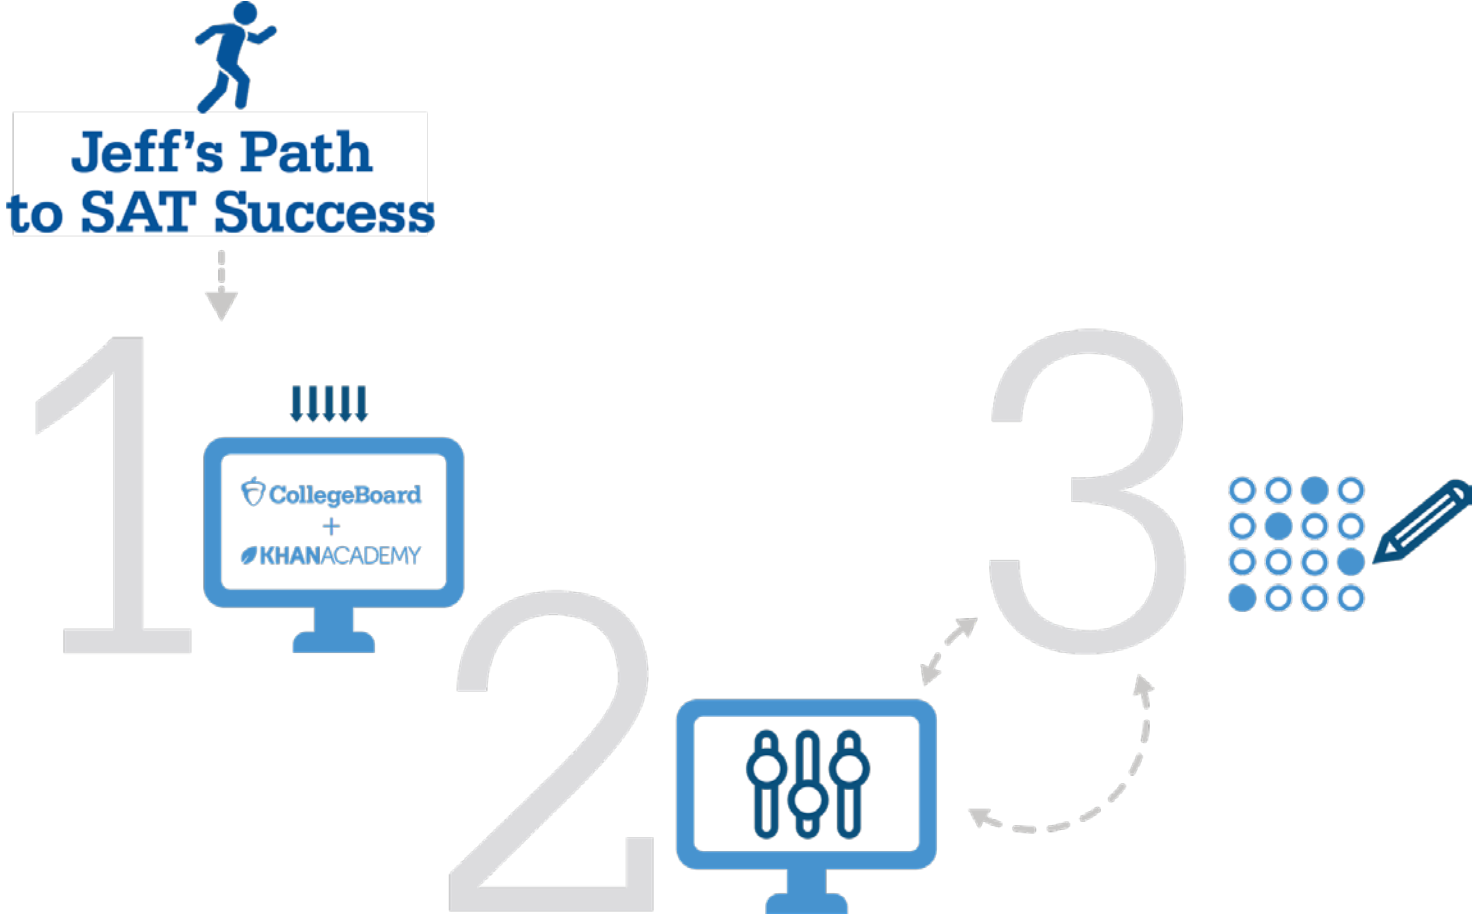 Jeff's Path
to SAT Success
1
CollegeBoard
+
KHANACADEMY
2
3